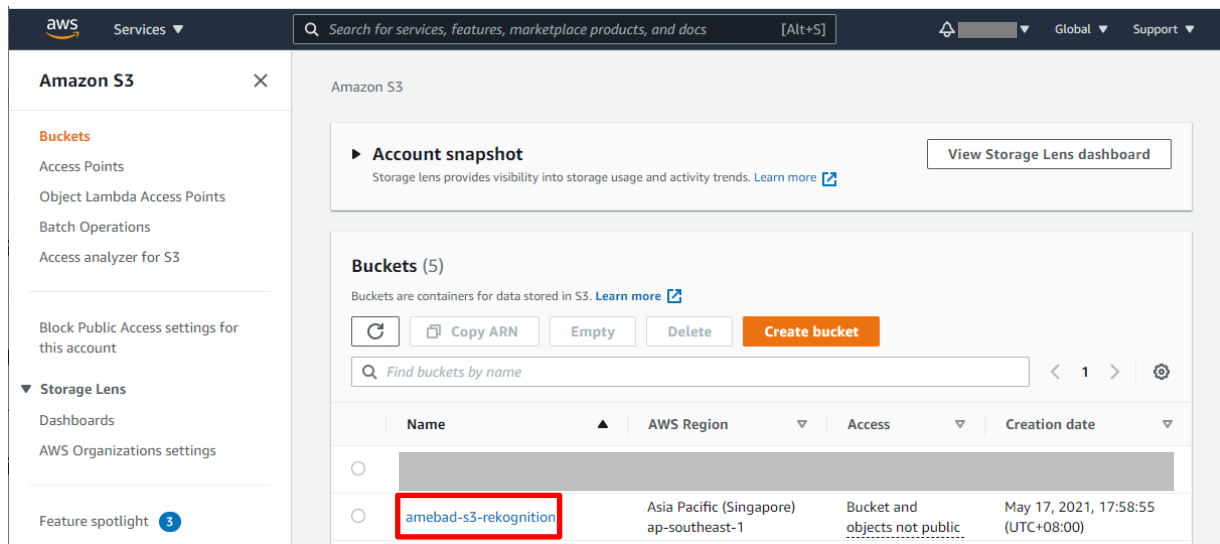 aws
Services ▼
Search for services, features, marketplace products, and docs [Alt+S]
Global ▼
Support ▼
Amazon S3
Buckets
Access Points
Object Lambda Access Points
Batch Operations
Access analyzer for S3
Block Public Access settings for
this account
▼ Storage Lens
Dashboards
AWS Organizations settings
Feature spotlight 3
Amazon S3
▶ Account snapshot
Storage lens provides visibility into storage usage and activity trends. Learn more
View Storage Lens dashboard
Buckets (5)
Buckets are containers for data stored in S3. Learn more
Copy ARN Empty Delete Create bucket
Find buckets by name
< 1 >
Name AWS Region Access Creation date
amebad-s3-rekognition
Asia Pacific (Singapore)
ap-southeast-1
Bucket and
objects not public
May 17, 2021, 17:58:55
(UTC+08:00)